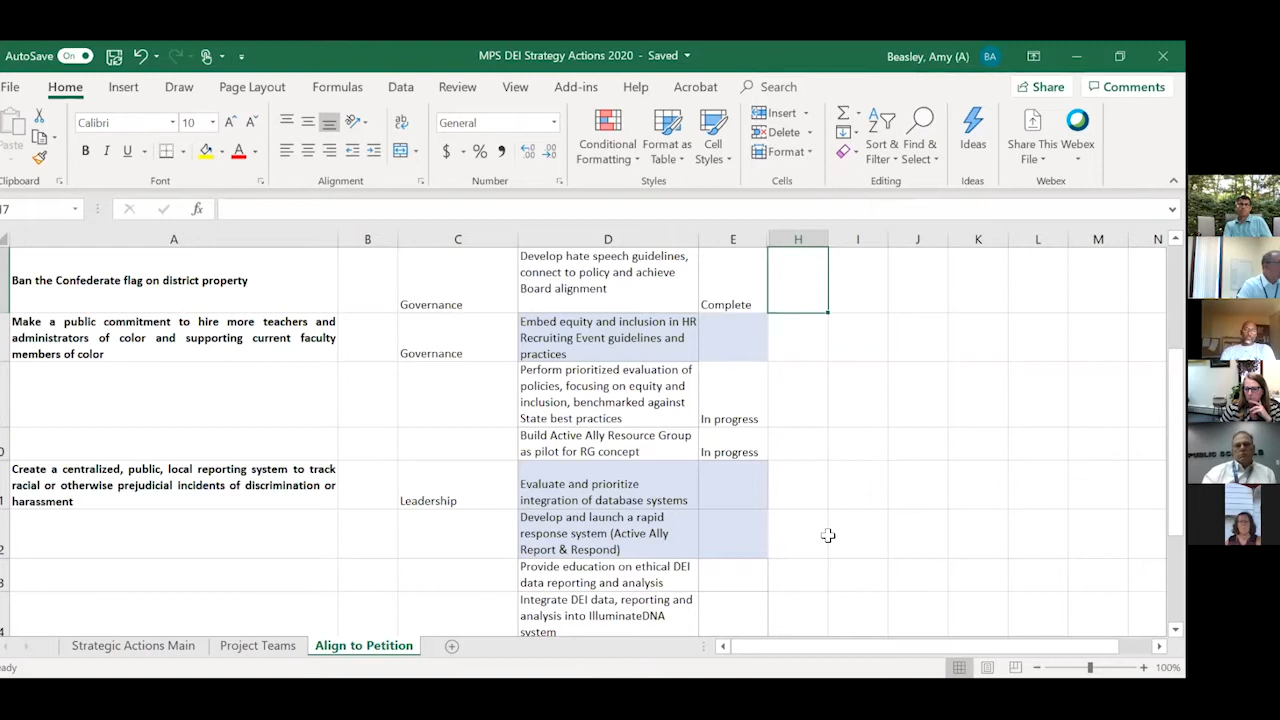 AutoSave On
MPS DEI Strategy Actions 2020 - Saved
Beasley, Amy (A) BA
File Home Insert Draw Page Layout Formulas Data Review View Add-ins Help Acrobat Search Share Comments
Paste
Calibri 10
General
Conditional Formatting
Format as Table
Cell Styles
Insert
Delete
Format
Sort & Filter
Find & Select
Ideas
Share This File
Webex
Clipboard Font Alignment Number Styles Cells Editing Ideas Webex
fx
A B C D E H I J K L M N
Ban the Confederate flag on district property
Governance
Develop hate speech guidelines,
connect to policy and achieve
Board alignment
Complete
Make a public commitment to hire more teachers and
administrators of color and supporting current faculty
members of color
Governance
Embed equity and inclusion in HR
Recruiting Event guidelines and
practices
Perform prioritized evaluation of
policies, focusing on equity and
inclusion, benchmarked against
State best practices
In progress
Build Active Ally Resource Group
as pilot for RG concept
In progress
Create a centralized, public, local reporting system to track
racial or otherwise prejudicial incidents of discrimination or
harassment
Leadership
Evaluate and prioritize
integration of database systems
Develop and launch a rapid
response system (Active Ally
Report & Respond)
Provide education on ethical DEI
data reporting and analysis
Integrate DEI data, reporting and
analysis into IlluminateDNA
system
Strategic Actions Main Project Teams Align to Petition
100%